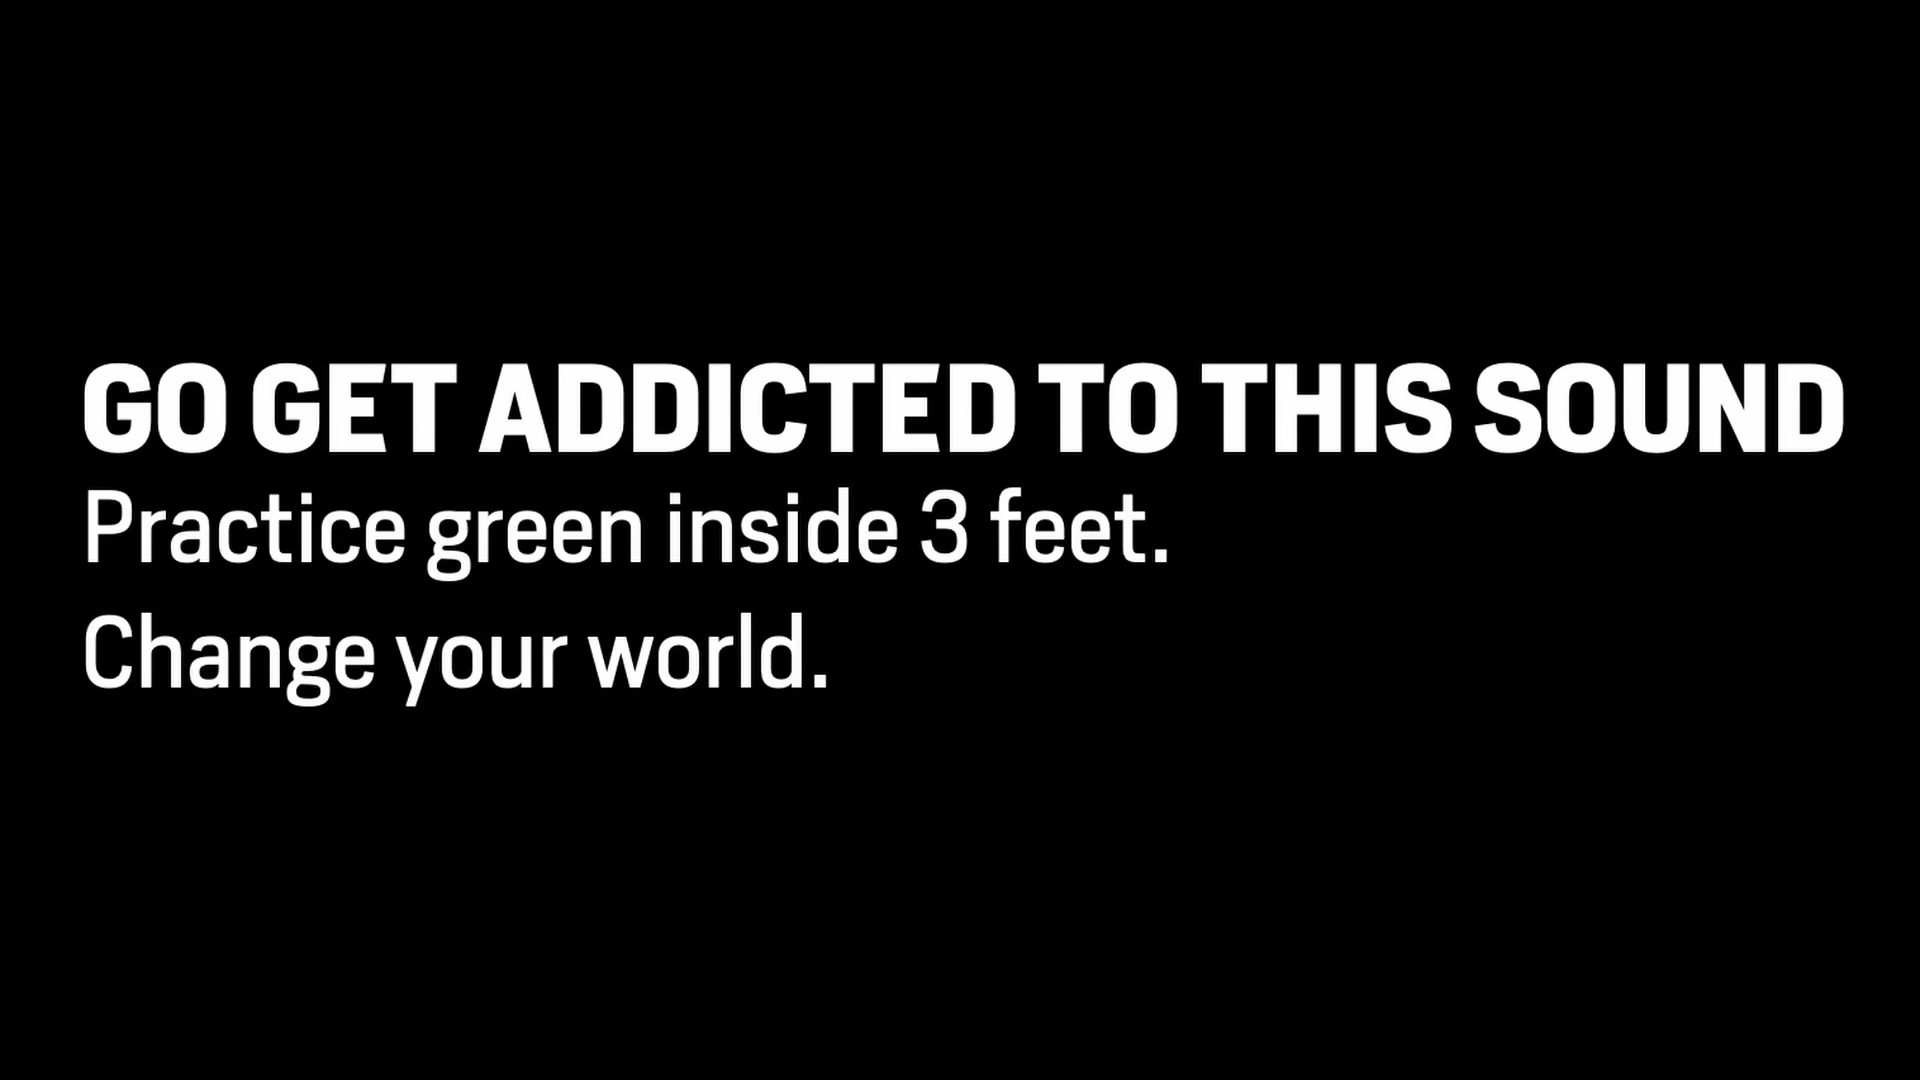 GO GET ADDICTED TO THIS SOUND
Practice green inside 3 feet.
Change your world.